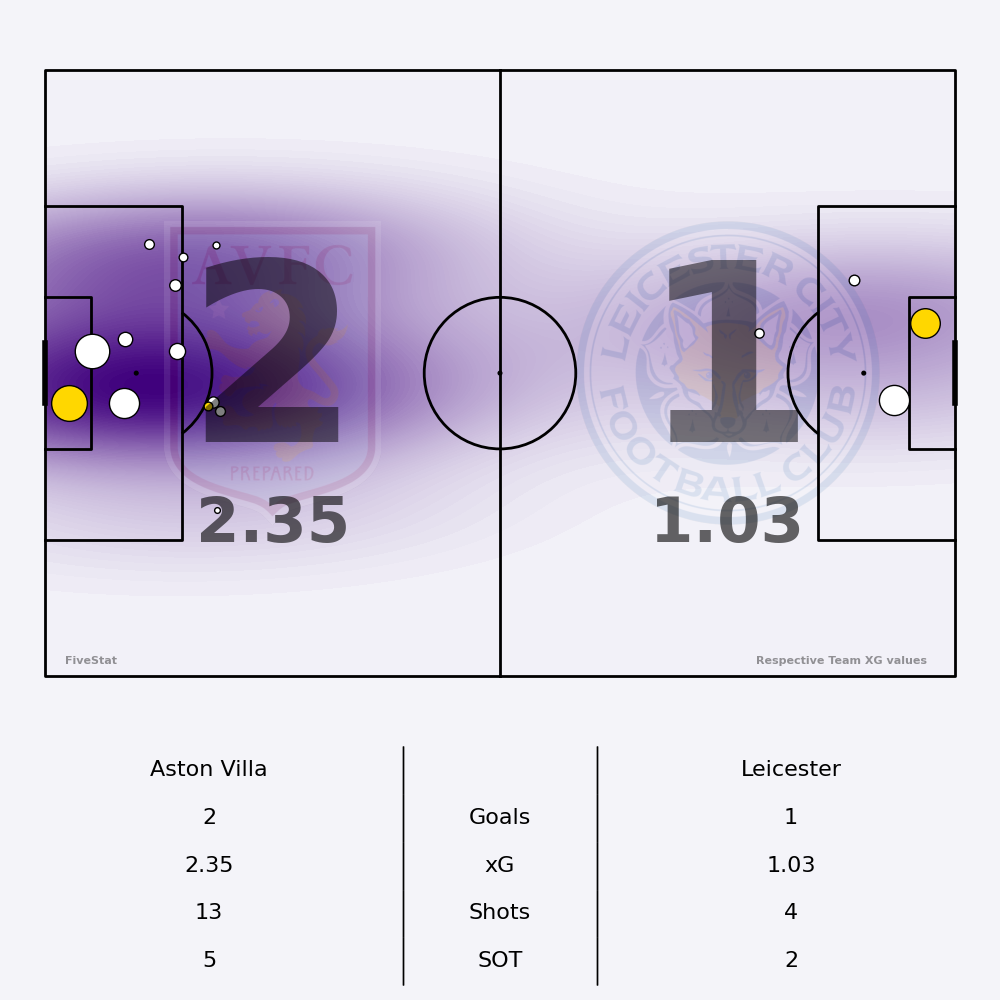 AVFC
PREPARED
LEICESTER CITY
FOOTBALL CLUB
2
1
2.35
1.03
FiveStat
Respective Team XG values
Aston Villa
Leicester
2
Goals
1
2.35
xG
1.03
13
Shots
4
5
SOT
2